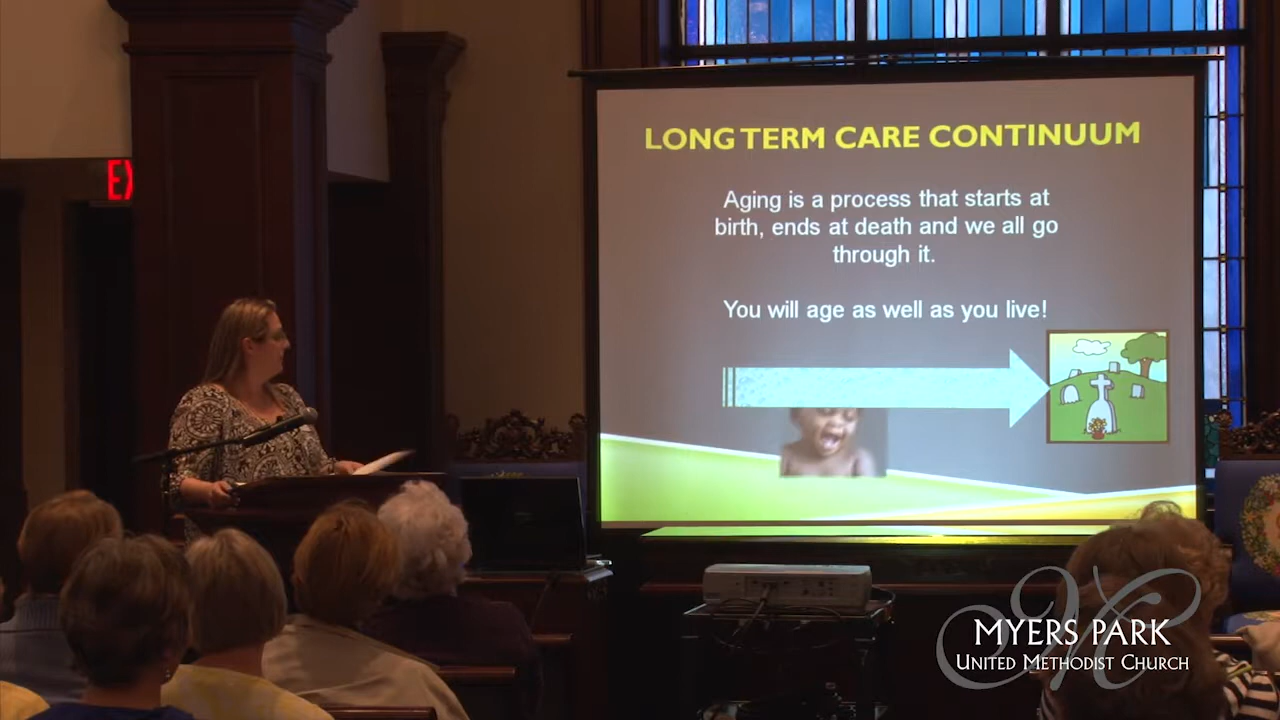 EX
LONG TERM CARE CONTINUUM
Aging is a process that starts at
birth, ends at death and we all go
through it.
You will age as well as you live!
MYERS PARK
UNITED METHODIST CHURCH